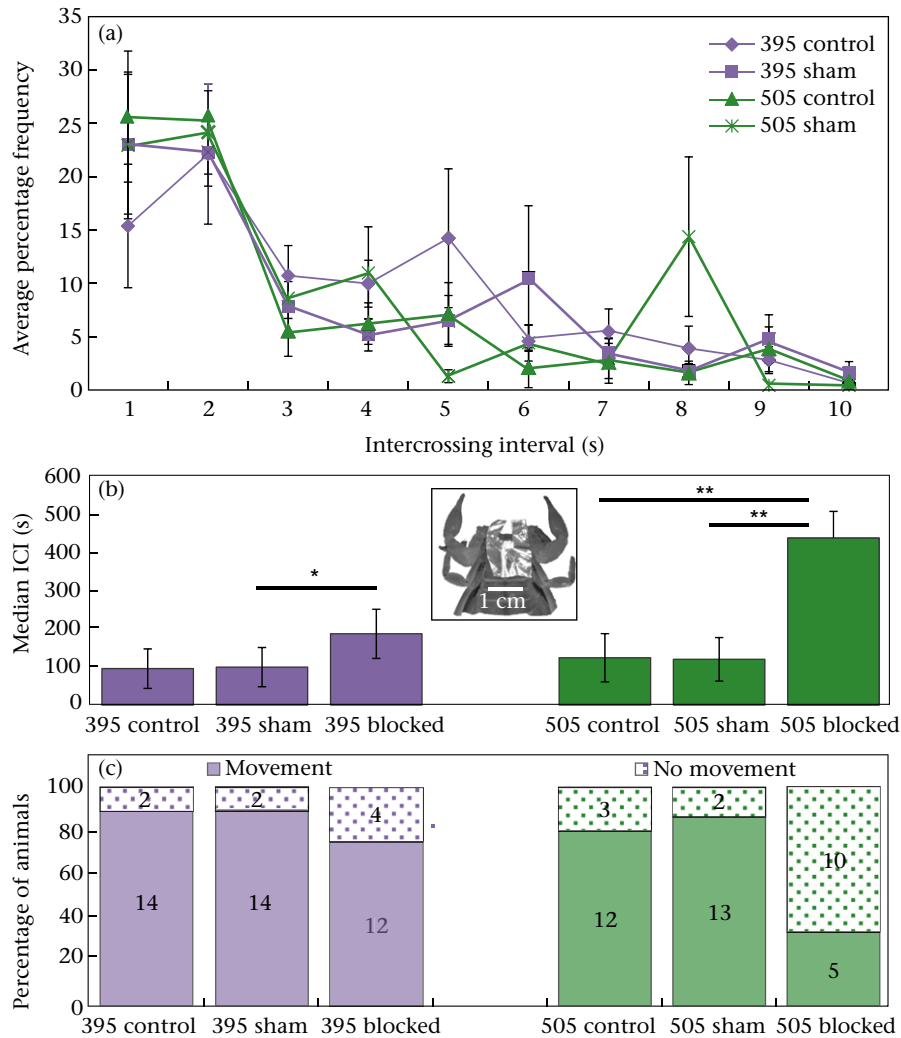 (a)
35
30
25
20
15
10
5
0
Average percentage frequency
395 control
395 sham
505 control
505 sham
1 2 3 4 5 6 7 8 9 10
Intercrossing interval (s)
(b)
600
500
400
300
200
100
0
Median ICI (s)
*
**
**
1 cm
395 control 395 sham 395 blocked 505 control 505 sham 505 blocked
(c)
Movement No movement
100
80
60
40
20
0
Percentage of animals
2 2 4 3 2 10
14 14 12 12 13 5
395 control 395 sham 395 blocked 505 control 505 sham 505 blocked